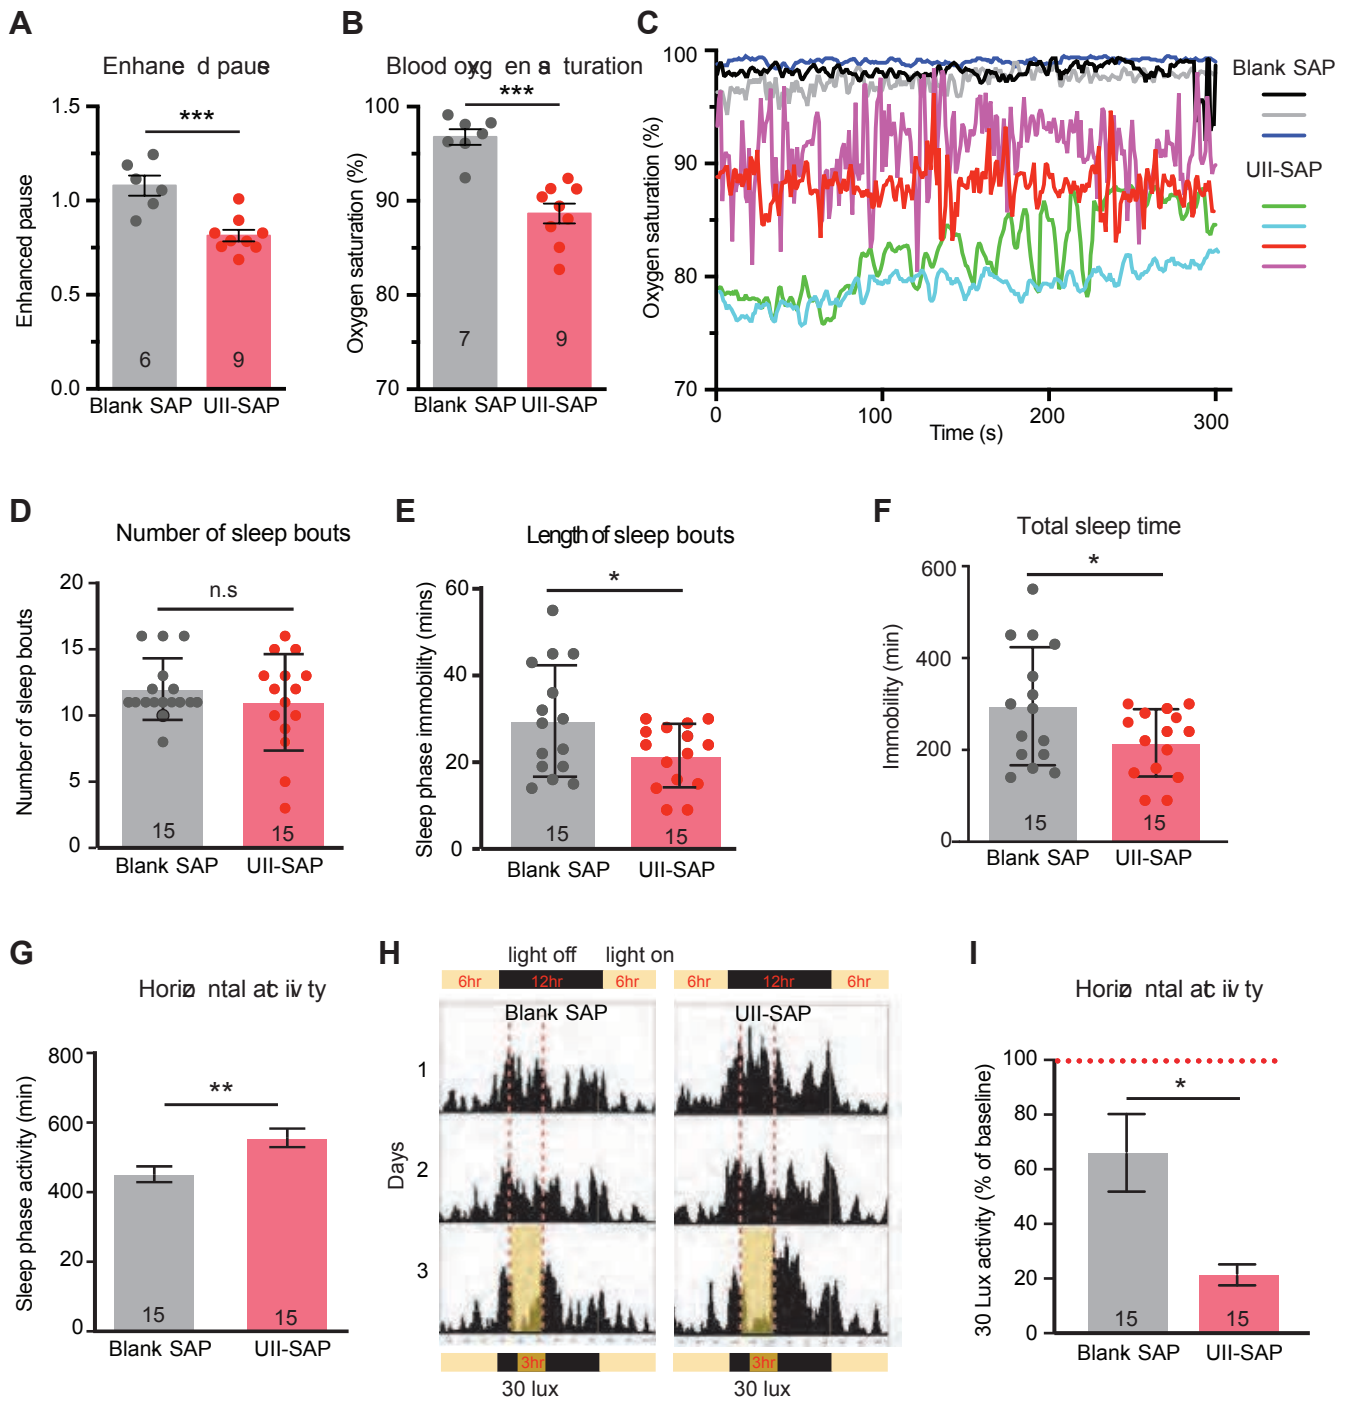 A
Enhanc e d pau s e
1.5
***
1.0
0.5
0.0
Enhanced pause
6
9
Blank SAP
UII-SAP
B
Blood oxyg en s a turation
100
***
90
80
70
Oxygen saturation (%)
7
9
Blank SAP
UII-SAP
C
100
90
80
70
Oxygen saturation (%)
0
100
200
300
Time (s)
Blank SAP
UII-SAP
D
Number of sleep bouts
20
n.s
15
10
5
0
Number of sleep bouts
15
15
Blank SAP
UII-SAP
E
Length of sleep bouts
60
*
40
20
0
Sleep phase immobility (mins)
15
15
Blank SAP
UII-SAP
F
Total sleep time
600
*
400
200
0
Immobility (min)
15
15
Blank SAP
UII-SAP
G
Horiz o ntal a c t iv i ty
800
**
600
400
20
0
Sleep phase activity (min)
15
15
Blank SAP
UII-SAP
H
light off
light on
6hr
12hr
6hr
6hr
12hr
6hr
Blank SAP
UII-SAP
1
2
3
Days
3hr
3hr
30 lux
30 lux
I
Horiz o ntal a c t iv i ty
100
*
80
60
40
20
0
30 Lux activity (% of baseline)
15
15
Blank SAP
UII-SAP